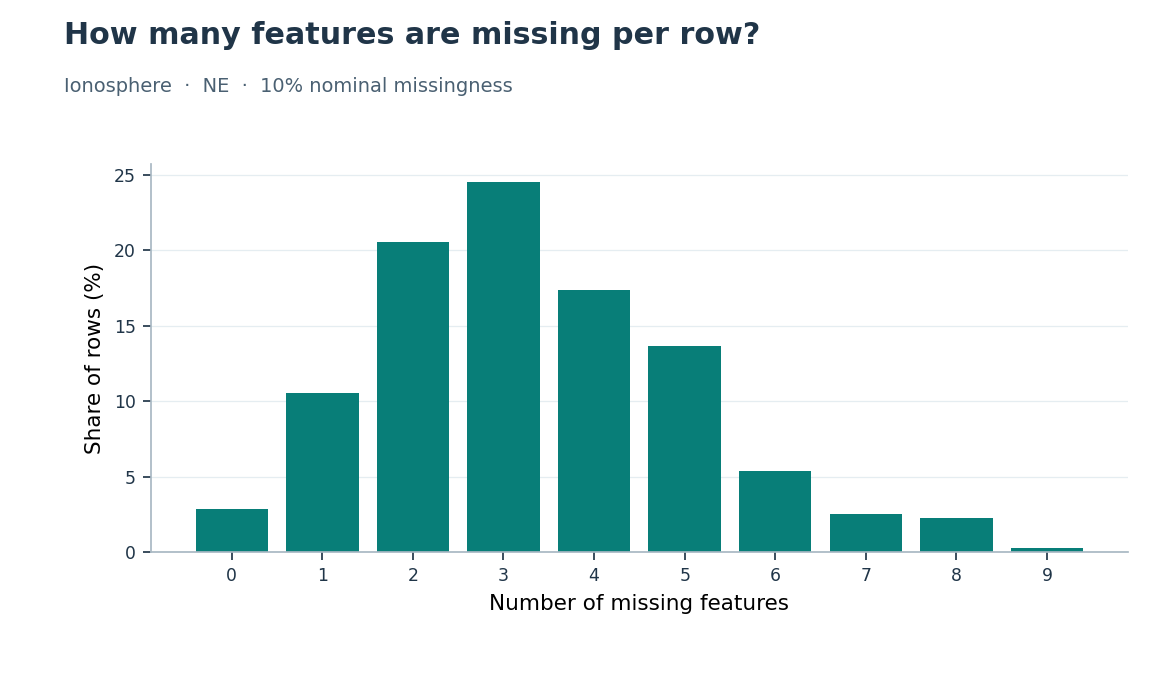 How many features are missing per row?
Ionosphere · NE · 10% nominal missingness
25
20
15
10
5
0
Share of rows (%)
0 1 2 3 4 5 6 7 8 9
Number of missing features